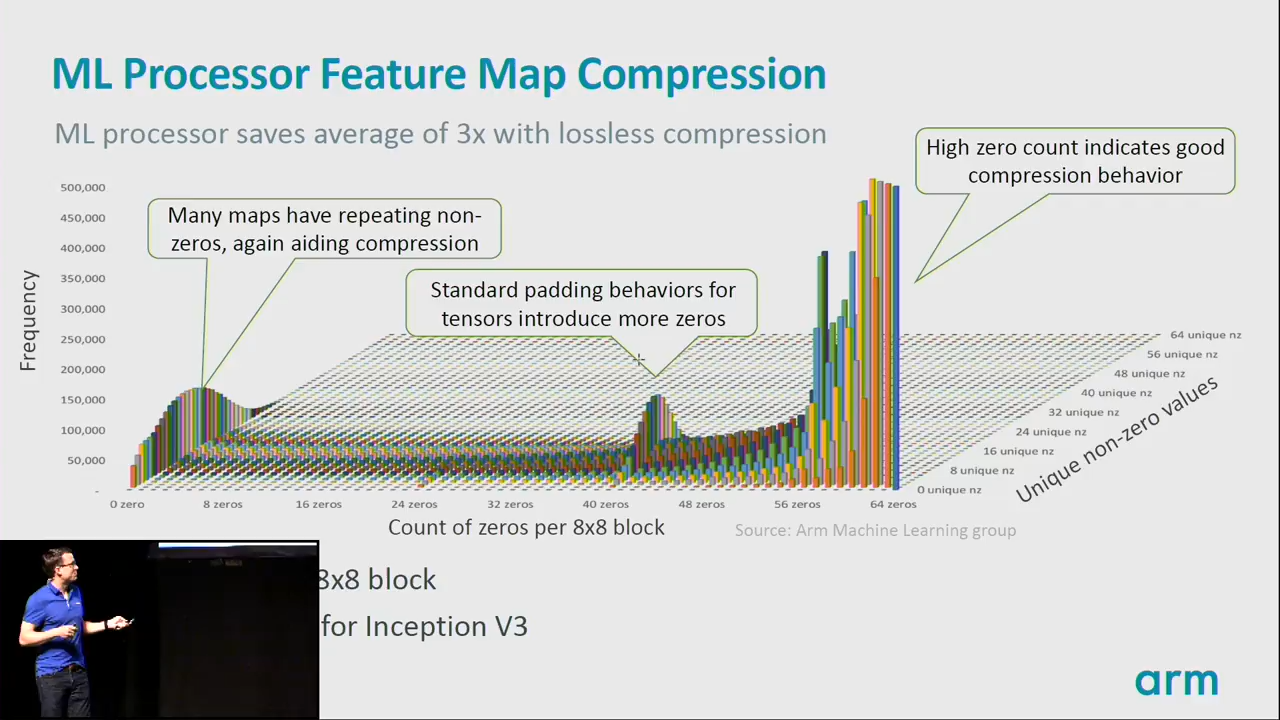 ML Processor Feature Map Compression
ML processor saves average of 3x with lossless compression
High zero count indicates good
compression behavior
Many maps have repeating non-
zeros, again aiding compression
Standard padding behaviors for
tensors introduce more zeros
Frequency
500,000
450,000
400,000
350,000
300,000
250,000
200,000
150,000
100,000
50,000
-
64 unique nz
56 unique nz
48 unique nz
40 unique nz
32 unique nz
24 unique nz
16 unique nz
8 unique nz
0 unique nz
Unique non-zero values
0 zero
8 zeros
16 zeros
24 zeros
32 zeros
40 zeros
48 zeros
56 zeros
64 zeros
Count of zeros per 8x8 block
Source: Arm Machine Learning group
8x8 block
for Inception V3
arm